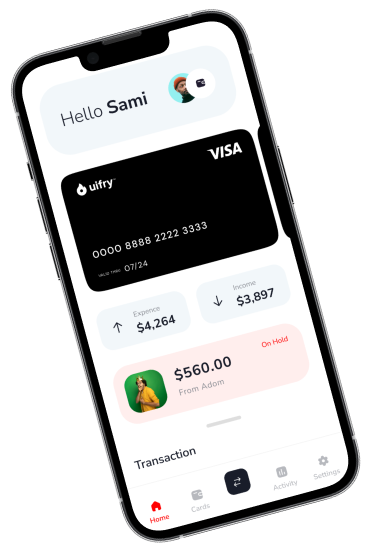 Hello Sami
uifry™
VISA
0000 8888 2222 3333
VALID THRU 07/24
Expence
$4,264
Income
$3,897
On Hold
$560.00
From Adom
Transaction
Home
Cards
Activity
Settings